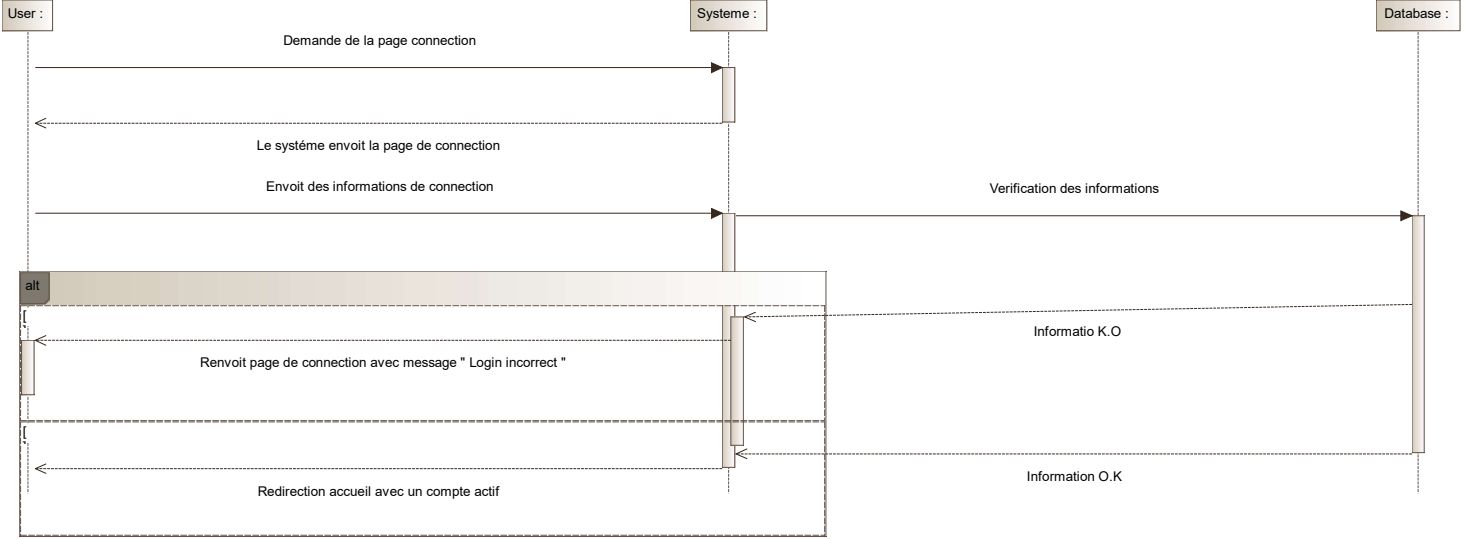 User :
Systeme :
Database :
Demande de la page connection
Le systéme envoit la page de connection
Envoit des informations de connection
Verification des informations
alt
[
Informatio K.O
Renvoit page de connection avec message " Login incorrect "
[
Information O.K
Redirection accueil avec un compte actif